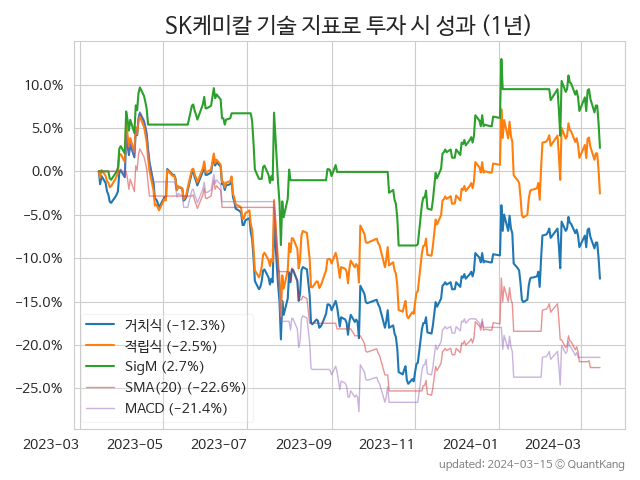 SK케미칼 기술 지표로 투자 시 성과 (1년)
10.0%
5.0%
0.0%
−5.0%
−10.0%
−15.0%
−20.0%
−25.0%
거치식 (−12.3%)
적립식 (−2.5%)
SigM (2.7%)
SMA(20) (−22.6%)
MACD (−21.4%)
2023-03 2023-05 2023-07 2023-09 2023-11 2024-01 2024-03
updated: 2024-03-15 © QuantKang